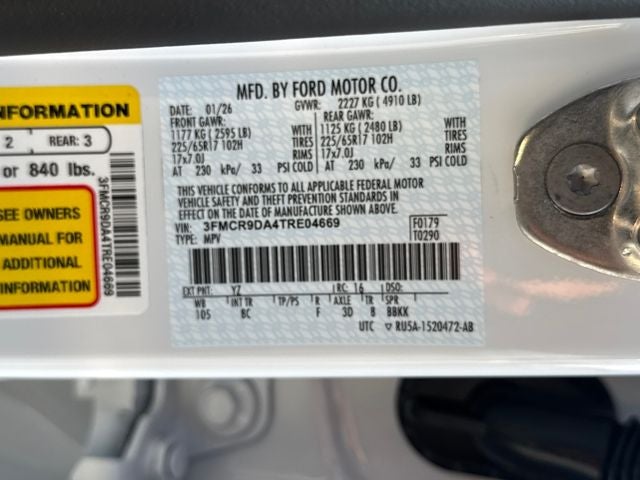 INFORMATION
2 REAR: 3
or 840 lbs.
SEE OWNERS
MANUAL FOR
ADDITIONAL
INFORMATION
3FMCR9DA4TRE04669
MFD. BY FORD MOTOR CO.
DATE: 01/26 GVWR: 2227 KG (4910 LB)
FRONT GAWR: REAR GAWR:
1177 KG (2595 LB) WITH 1125 KG (2480 LB) WITH
225/65R17 102H TIRES 225/65R17 102H TIRES
17x7.0J RIMS 17x7.0J RIMS
AT 230 kPa/ 33 PSI COLD AT 230 kPa/ 33 PSI COLD
THIS VEHICLE CONFORMS TO ALL APPLICABLE FEDERAL MOTOR
VEHICLE SAFETY AND THEFT PREVENTION STANDARDS IN
EFFECT ON THE DATE OF MANUFACTURE SHOWN ABOVE.
VIN: 3FMCR9DA4TRE04669 F0179
TYPE: MPV T0290
EXT PNT: YZ RC: 16 DSO:
WB INT TR TP/PS R AXLE TR SPR
105 BC F 3D 8 BBKK
UTC ▽ RU5A-1520472-AB